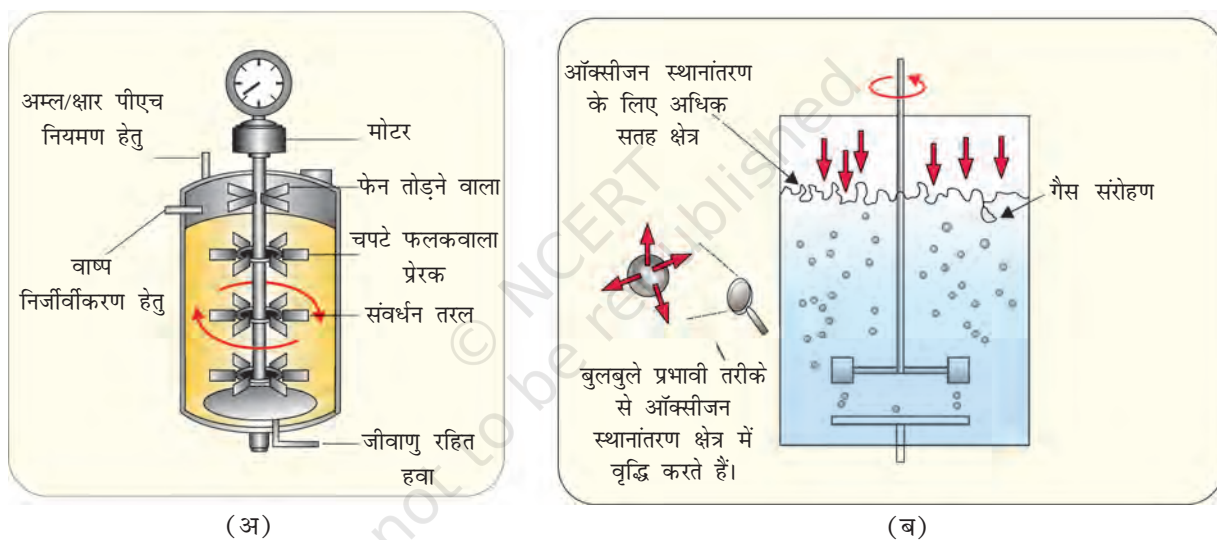 अम्ल/क्षार पीएच
नियमण हेतु
मोटर
फेन तोड़ने वाला
चपटे फलकवाला
प्रेरक
वाष्प
निर्जीर्वीकरण हेतु
संवर्धन तरल
जीवाणु रहित
हवा
(अ)
ऑक्सीजन स्थानांतरण
के लिए अधिक
सतह क्षेत्र
गैस संरोहण
बुलबुले प्रभावी तरीके
से ऑक्सीजन
स्थानांतरण क्षेत्र में
वृद्धि करते हैं।
(ब)
© NCERT
not to be republished